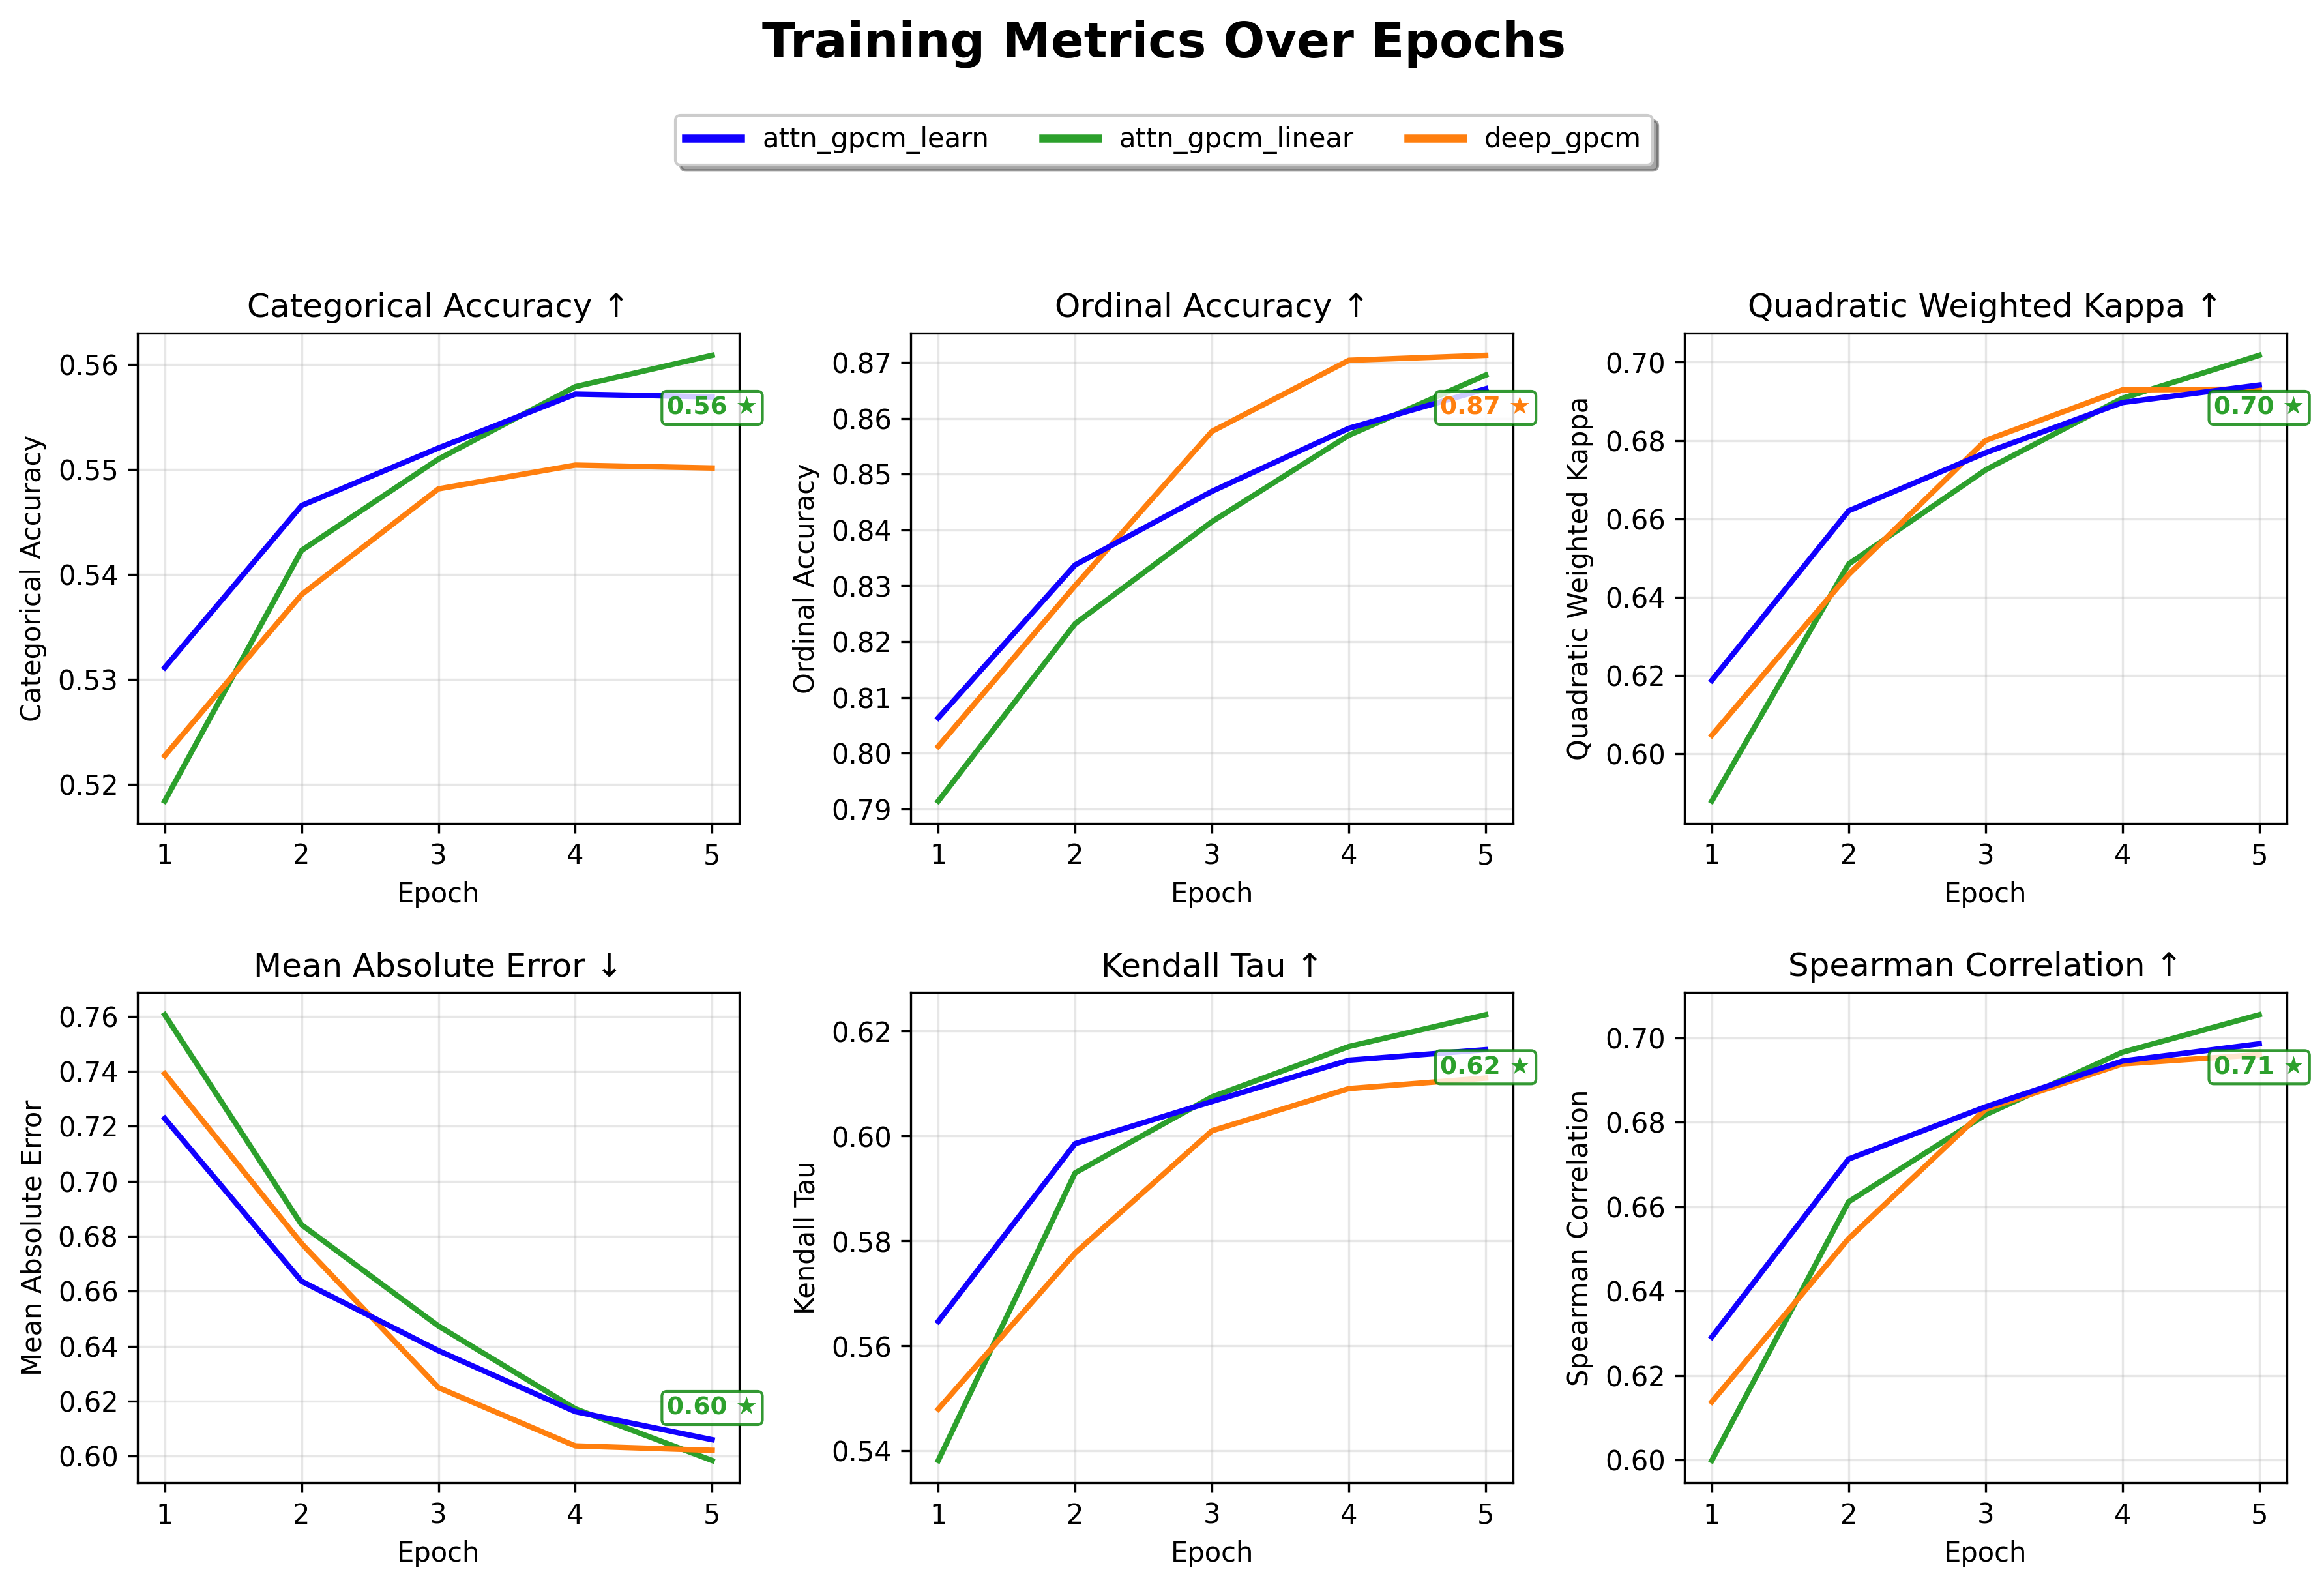 Training Metrics Over Epochs
attn_gpcm_learn attn_gpcm_linear deep_gpcm
Categorical Accuracy ↑
Categorical Accuracy
0.56
0.55
0.54
0.53
0.52
0.56 ★
1 2 3 4 5
Epoch
Ordinal Accuracy ↑
Ordinal Accuracy
0.87
0.86
0.85
0.84
0.83
0.82
0.81
0.80
0.79
0.87 ★
1 2 3 4 5
Epoch
Quadratic Weighted Kappa ↑
Quadratic Weighted Kappa
0.70
0.68
0.66
0.64
0.62
0.60
0.70 ★
1 2 3 4 5
Epoch
Mean Absolute Error ↓
Mean Absolute Error
0.76
0.74
0.72
0.70
0.68
0.66
0.64
0.62
0.60
0.60 ★
1 2 3 4 5
Epoch
Kendall Tau ↑
Kendall Tau
0.62
0.60
0.58
0.56
0.54
0.62 ★
1 2 3 4 5
Epoch
Spearman Correlation ↑
Spearman Correlation
0.70
0.68
0.66
0.64
0.62
0.60
0.71 ★
1 2 3 4 5
Epoch